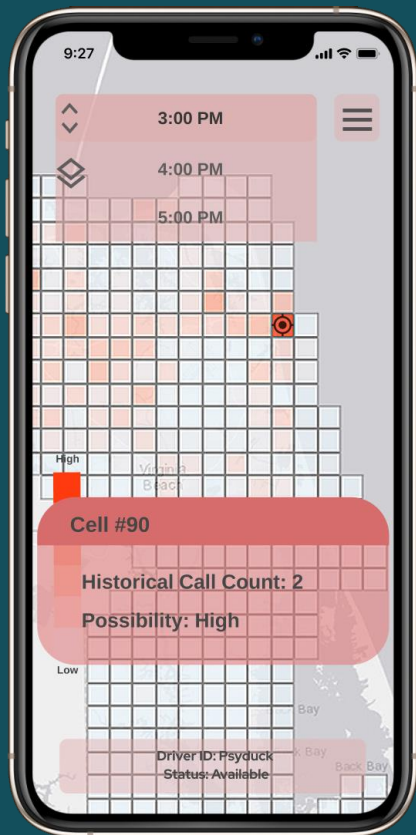 9:27
3:00 PM
4:00 PM
5:00 PM
High
Virginia
Beach
Cell #90
Historical Call Count: 2
Possibility: High
Low
Bay
Bay
Driver ID: Psyduck
Back Bay
Status: Available